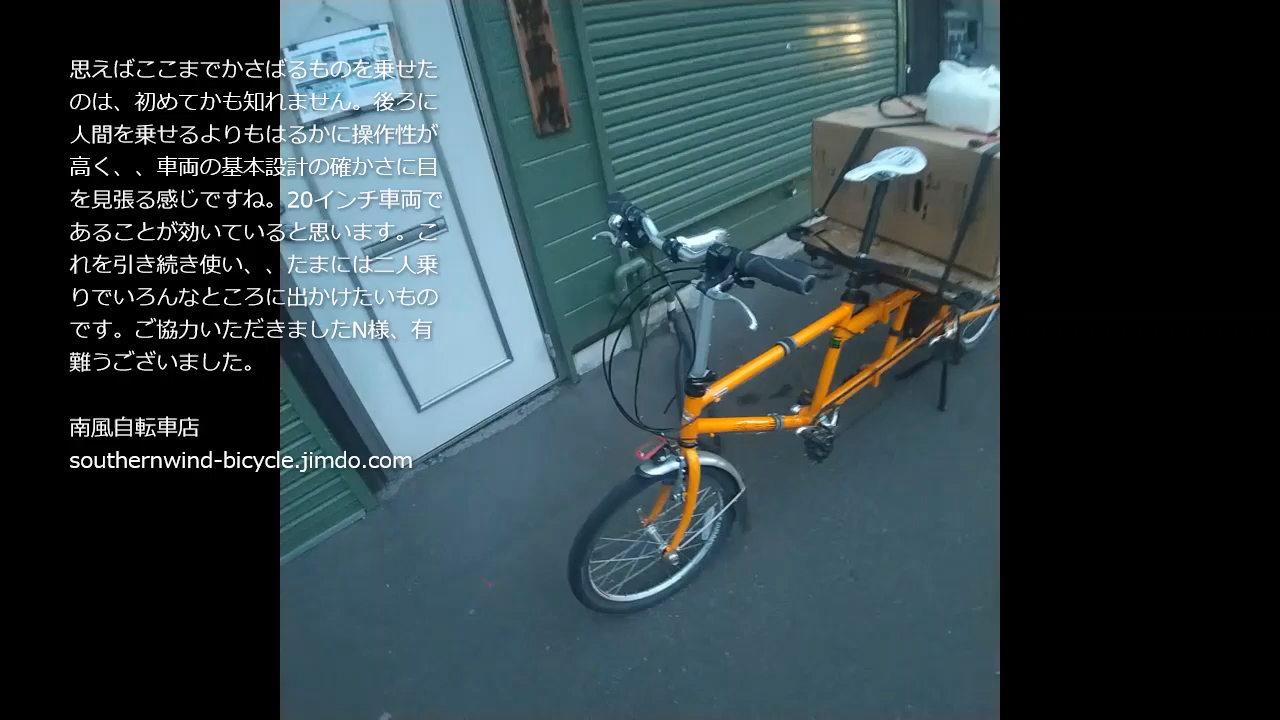 思えばここまでかさばるものを乗せた
のは、初めてかも知れません。後ろに
人間を乗せるよりもはるかに操作性が
高く、、車両の基本設計の確かさに目
を見張る感じですね。20インチ車両で
あることが効いていると思います。こ
れを引き続き使い、、たまには二人乗
りでいろんなところに出かけたいもの
です。ご協力いただきましたN様、有
難うございました。
南風自転車店
southernwind-bicycle.jimdo.com